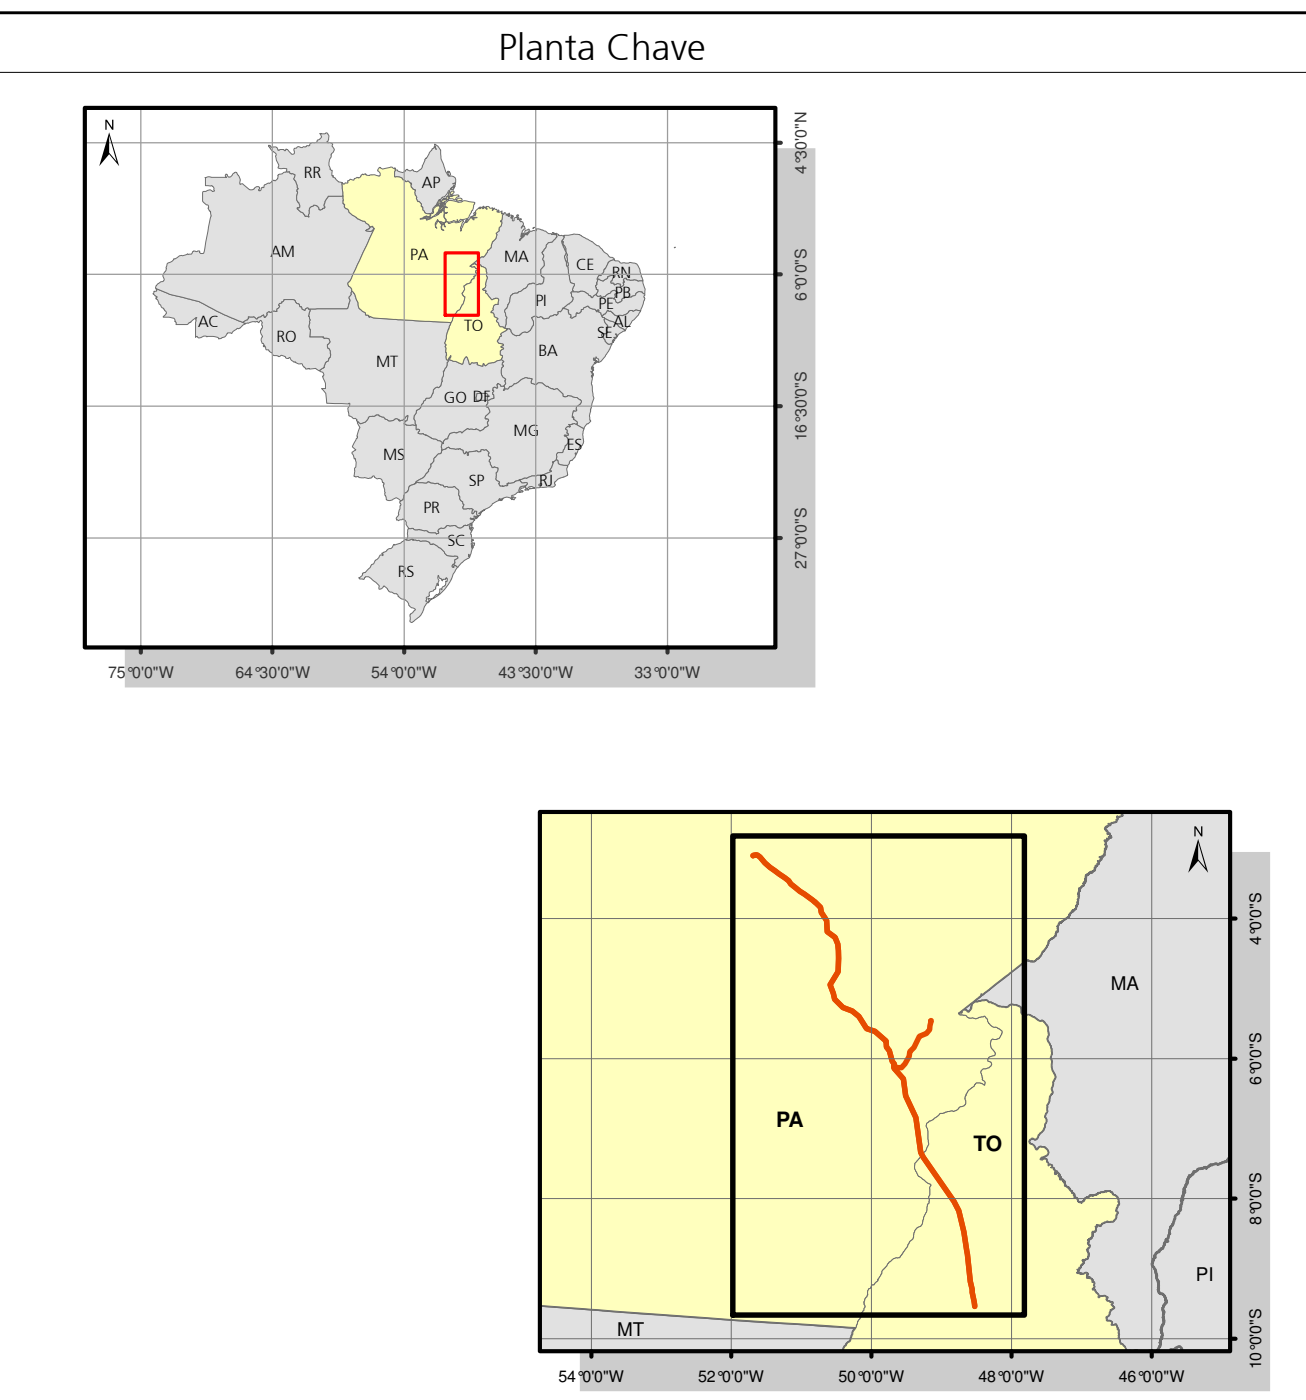 Planta Chave
N
4°30'0"N
RR
AP
AM
PA
MA
CE
RN
6°0'0"S
PB
PI
PE
AC
TO
AL
RO
SE
BA
MT
GO
DF
16°30'0"S
MG
ES
MS
SP
RJ
PR
SC
27°0'0"S
RS
75°0'0"W
64°30'0"W
54°0'0"W
43°30'0"W
33°0'0"W
N
4°0'0"S
MA
6°0'0"S
PA
TO
8°0'0"S
PI
MT
10°0'0"S
54°0'0"W
52°0'0"W
50°0'0"W
48°0'0"W
46°0'0"W